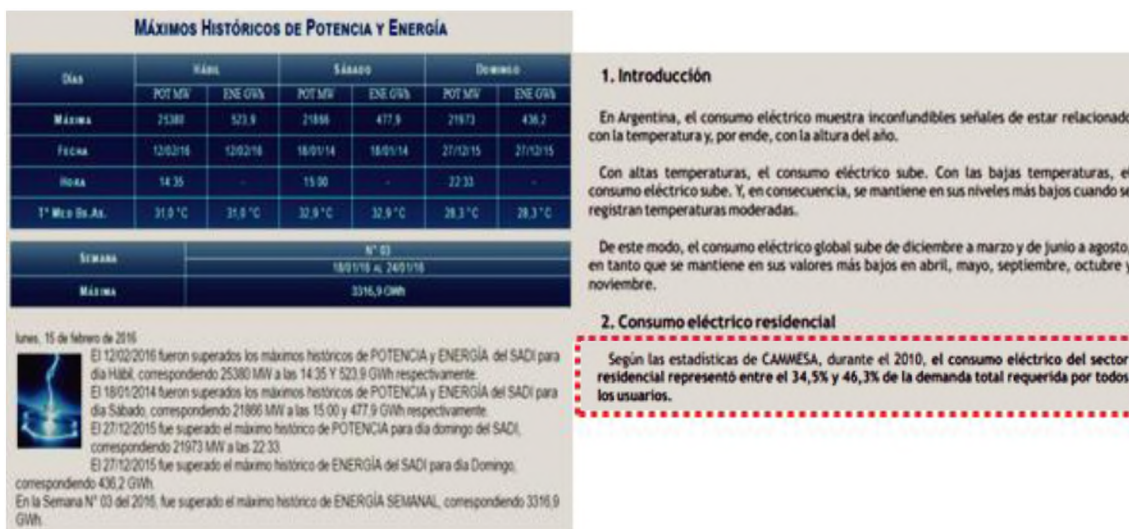 MÁXIMOS HISTÓRICOS DE POTENCIA Y ENERGÍA
DÍAS HÁBIL SÁBADO DOMINGO
POT MW ENE GWh POT MW ENE GWh POT MW ENE GWh
MÁXIMA 25380 523,9 21866 477,9 21973 436,2
FECHA 12/02/16 12/02/16 18/01/14 18/01/14 27/12/15 27/12/15
HORA 14:35 - 15:00 - 22:33 -
Tº MED BS.AS. 31,0 °C 31,0 °C 32,9 °C 32,9 °C 28,3 °C 28,3 °C
SEMANA N° 03
18/01/16 AL 24/01/16
MÁXIMA 3316,9 GWh
lunes, 15 de febrero de 2016
El 12/02/2016 fueron superados los máximos históricos de POTENCIA y ENERGÍA del SADI para
día Hábil, correspondiendo 25380 MW a las 14:35 Y 523,9 GWh respectivamente.
El 18/01/2014 fueron superados los máximos históricos de POTENCIA y ENERGÍA del SADI para
día Sábado, correspondiendo 21866 MW a las 15:00 y 477,9 GWh respectivamente.
El 27/12/2015 fue superado el máximo histórico de POTENCIA para día domingo del SADI,
correspondiendo 21973 MW a las 22:33.
El 27/12/2015 fue superado el máximo histórico de ENERGÍA del SADI para día Domingo,
correspondiendo 436,2 GWh.
En la Semana N° 03 del 2016, fue superado el máximo histórico de ENERGÍA SEMANAL, correspondiendo 3316,9
GWh.
1. Introducción
En Argentina, el consumo eléctrico muestra inconfundibles señales de estar relacionado
con la temperatura y, por ende, con la altura del año.
Con altas temperaturas, el consumo eléctrico sube. Con las bajas temperaturas, el
consumo eléctrico sube. Y, en consecuencia, se mantiene en sus niveles más bajos cuando se
registran temperaturas moderadas.
De este modo, el consumo eléctrico global sube de diciembre a marzo y de junio a agosto,
en tanto que se mantiene en sus valores más bajos en abril, mayo, septiembre, octubre y
noviembre.
2. Consumo eléctrico residencial
Según las estadísticas de CAMMESA, durante el 2010, el consumo eléctrico del sector
residencial representó entre el 34,5% y 46,3% de la demanda total requerida por todos
los usuarios.